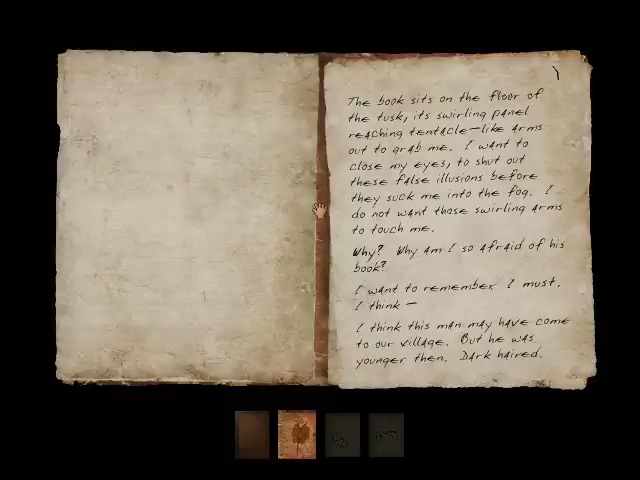 The book sits on the floor of
the tusk, its swirling panel
reaching tentacle-like arms
out to grab me. I want to
close my eyes, to shut out
these false illusions before
they suck me into the fog. I
do not want those swirling arms
to touch me.
Why? Why am I so afraid of his
book?
I want to remember. I must.
I think —
I think this man may have come
to our village. But he was
younger then. Dark haired.